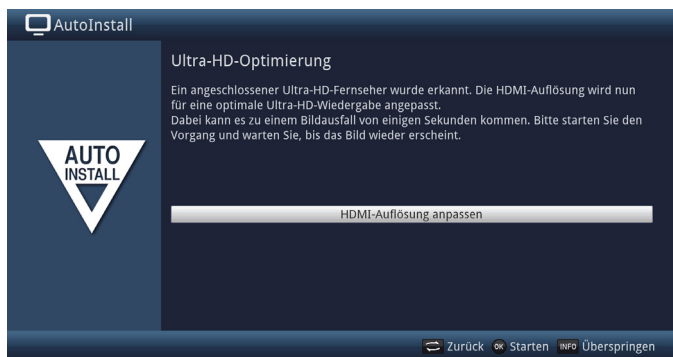 AutoInstall
Ultra-HD-Optimierung
Ein angeschlossener Ultra-HD-Fernseher wurde erkannt. Die HDMI-Auflösung wird nun
für eine optimale Ultra-HD-Wiedergabe angepasst.
Dabei kann es zu einem Bildausfall von einigen Sekunden kommen. Bitte starten Sie den
Vorgang und warten Sie, bis das Bild wieder erscheint.
AUTO
INSTALL
HDMI-Auflösung anpassen
Zurück OK Starten INFO Überspringen